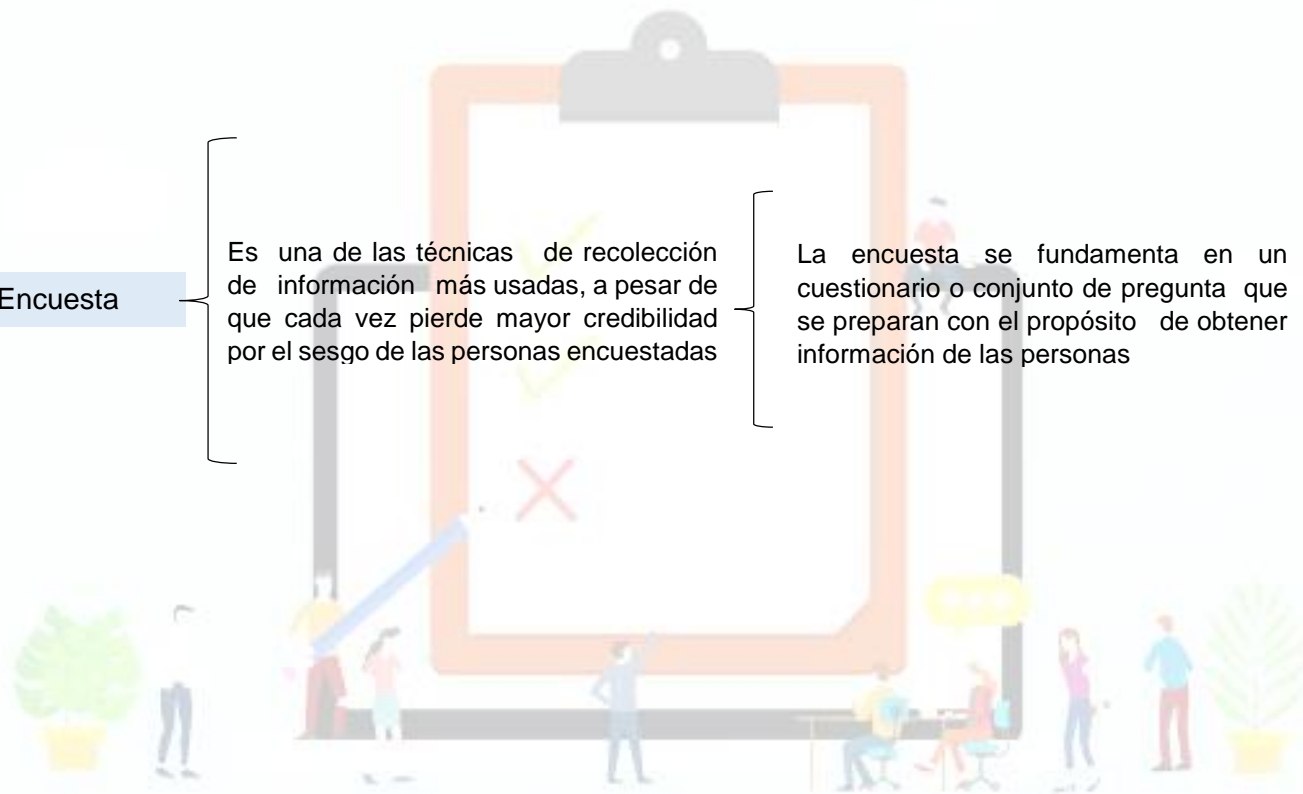 Encuesta
Es una de las técnicas de recolección
de información más usadas, a pesar de
que cada vez pierde mayor credibilidad
por el sesgo de las personas encuestadas
La encuesta se fundamenta en un
cuestionario o conjunto de pregunta que
se preparan con el propósito de obtener
información de las personas